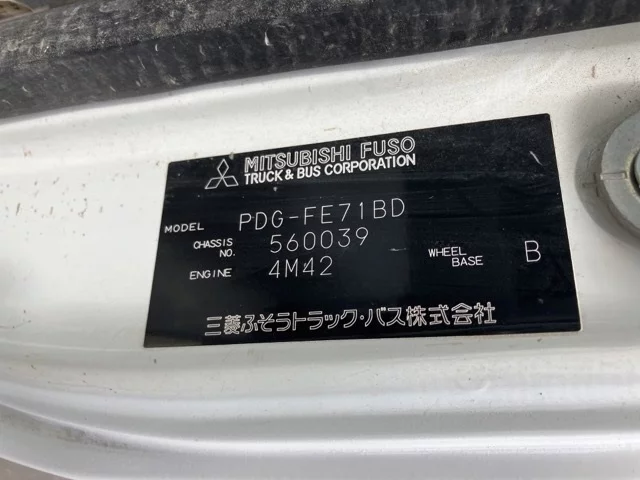 MITSUBISHI FUSO
TRUCK & BUS CORPORATION
MODEL PDG-FE71BD
CHASSIS NO. 560039
ENGINE 4M42
WHEEL BASE B
三菱ふそうトラック・バス株式会社